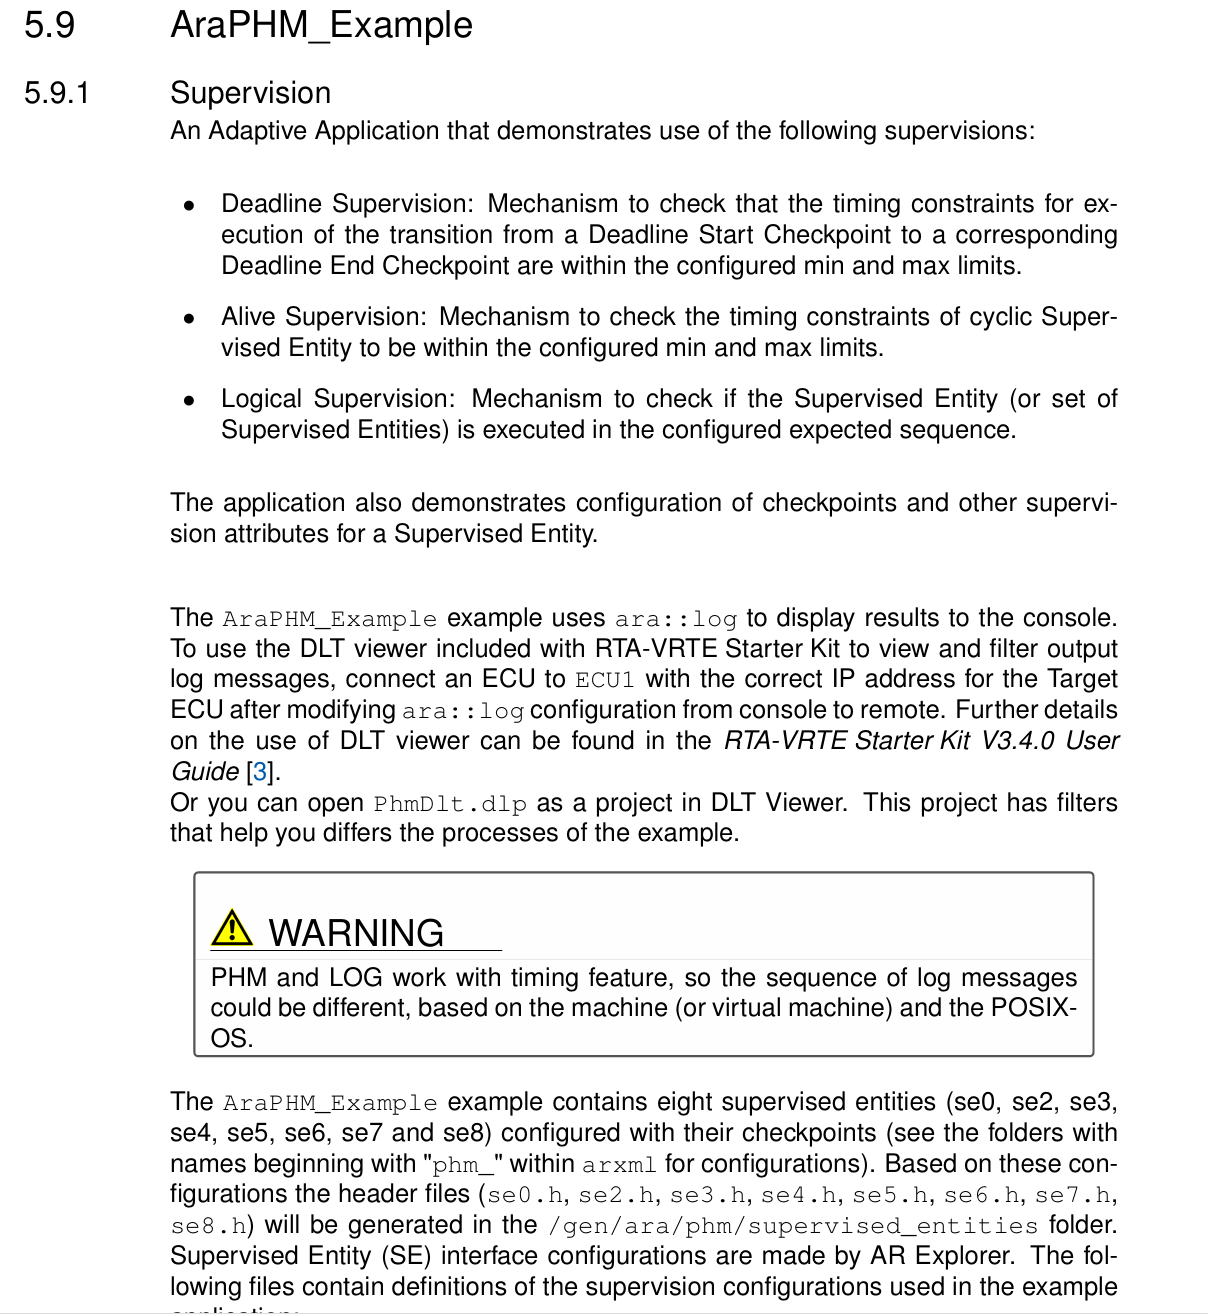 5.9 AraPHM_Example
5.9.1 Supervision
An Adaptive Application that demonstrates use of the following supervisions:
• Deadline Supervision: Mechanism to check that the timing constraints for ex-
ecution of the transition from a Deadline Start Checkpoint to a corresponding
Deadline End Checkpoint are within the configured min and max limits.
• Alive Supervision: Mechanism to check the timing constraints of cyclic Super-
vised Entity to be within the configured min and max limits.
• Logical Supervision: Mechanism to check if the Supervised Entity (or set of
Supervised Entities) is executed in the configured expected sequence.
The application also demonstrates configuration of checkpoints and other supervi-
sion attributes for a Supervised Entity.
The AraPHM_Example example uses ara::log to display results to the console.
To use the DLT viewer included with RTA-VRTE Starter Kit to view and filter output
log messages, connect an ECU to ECU1 with the correct IP address for the Target
ECU after modifying ara::log configuration from console to remote. Further details
on the use of DLT viewer can be found in the RTA-VRTE Starter Kit V3.4.0 User
Guide [3].
Or you can open PhmDlt.dlp as a project in DLT Viewer. This project has filters
that help you differs the processes of the example.
WARNING
PHM and LOG work with timing feature, so the sequence of log messages
could be different, based on the machine (or virtual machine) and the POSIX-
OS.
The AraPHM_Example example contains eight supervised entities (se0, se2, se3,
se4, se5, se6, se7 and se8) configured with their checkpoints (see the folders with
names beginning with "phm_" within arxml for configurations). Based on these con-
figurations the header files (se0.h, se2.h, se3.h, se4.h, se5.h, se6.h, se7.h,
se8.h) will be generated in the /gen/ara/phm/supervised_entities folder.
Supervised Entity (SE) interface configurations are made by AR Explorer. The fol-
lowing files contain definitions of the supervision configurations used in the example